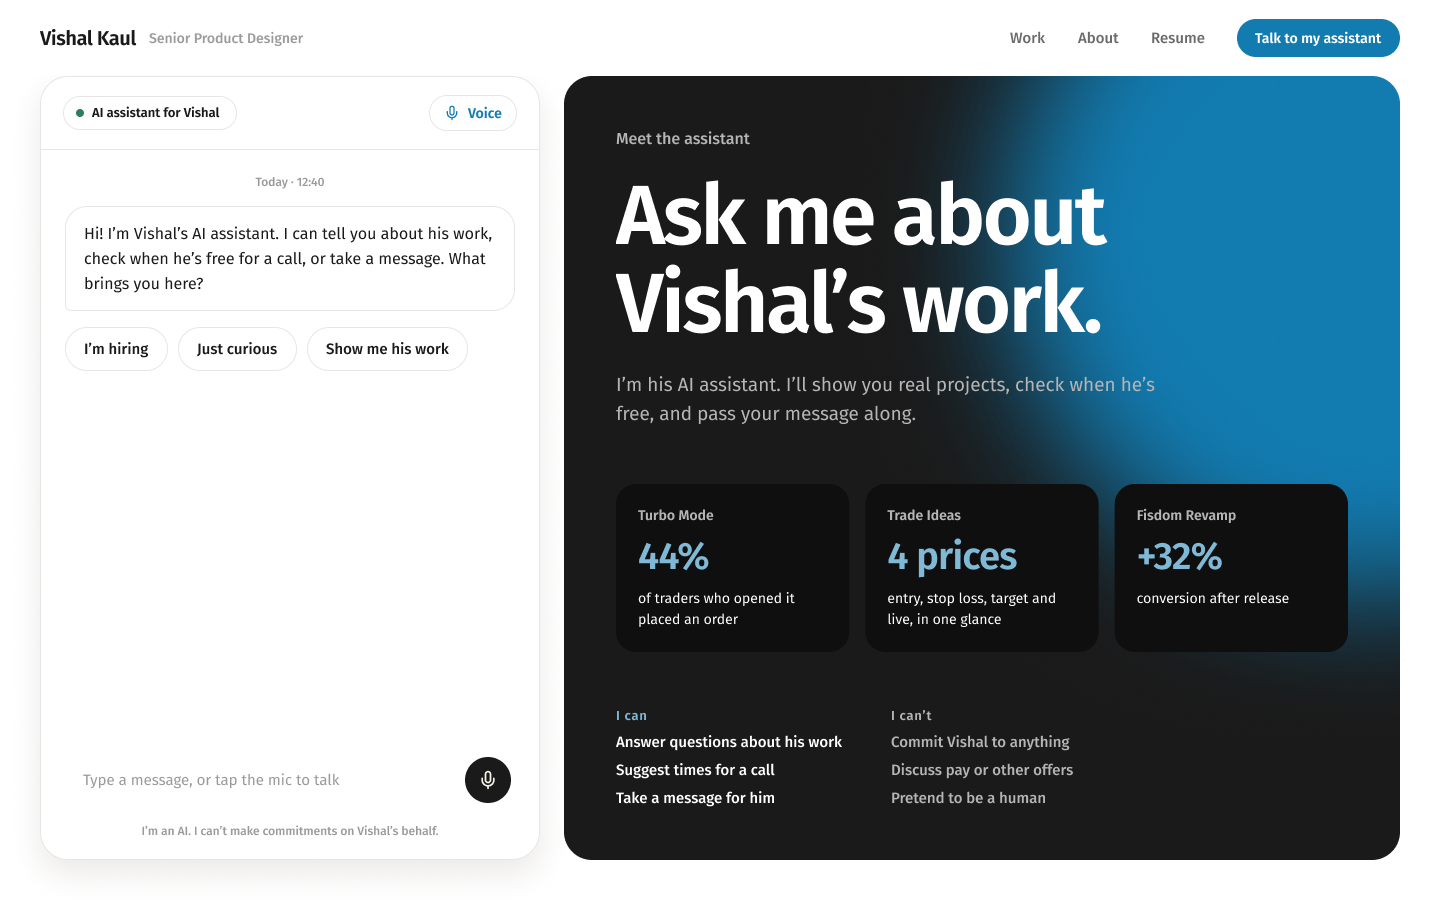 Vishal Kaul
Senior Product Designer
Work
About
Resume
Talk to my assistant
AI assistant for Vishal
Voice
Today · 12:40
Hi! I’m Vishal’s AI assistant. I can tell you about his work,
check when he’s free for a call, or take a message. What
brings you here?
I’m hiring
Just curious
Show me his work
Type a message, or tap the mic to talk
I’m an AI. I can’t make commitments on Vishal’s behalf.
Meet the assistant
Ask me about
Vishal’s work.
I’m his AI assistant. I’ll show you real projects, check when he’s
free, and pass your message along.
Turbo Mode
44%
of traders who opened it
placed an order
Trade Ideas
4 prices
entry, stop loss, target and
live, in one glance
Fisdom Revamp
+32%
conversion after release
I can
Answer questions about his work
Suggest times for a call
Take a message for him
I can’t
Commit Vishal to anything
Discuss pay or other offers
Pretend to be a human